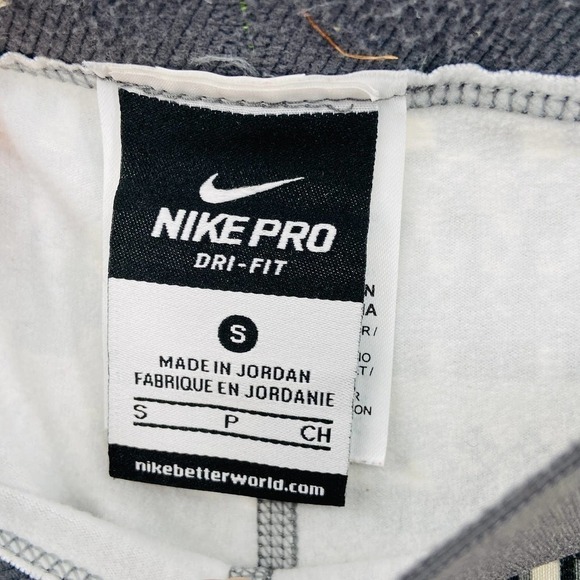 NIKE PRO
DRI-FIT
S
MADE IN JORDAN
FABRIQUE EN JORDANIE
S P CH
nikebetterworld.com